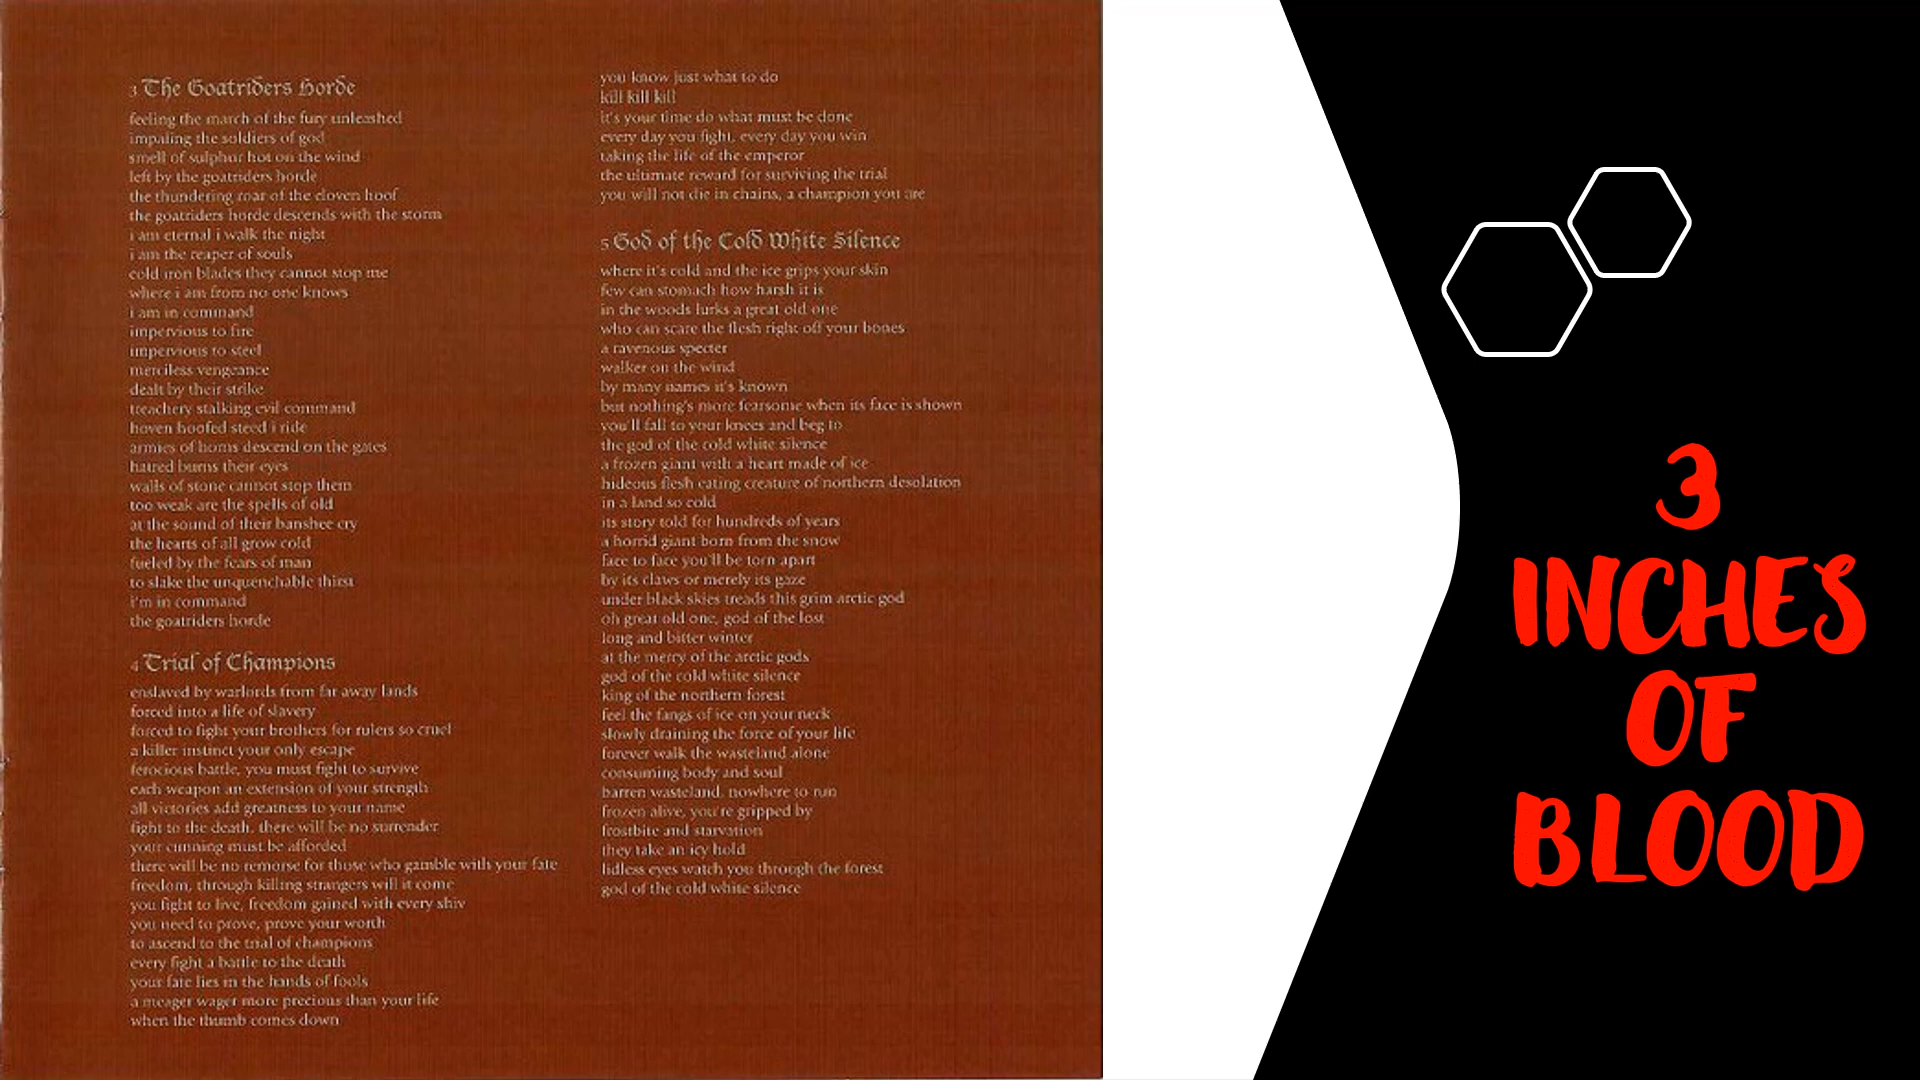 3 The Goatriders Horde
feeling the march of the fury unleashed
impaling the soldiers of god
smell of sulphur hot on the wind
left by the goatriders horde
the thundering roar of the cloven hoof
the goatriders horde descends with the storm
i am eternal i walk the night
i am the reaper of souls
cold iron blades they cannot stop me
where i am from no one knows
i am in command
impervious to fire
impervious to steel
merciless vengeance
dealt by their strike
treachery stalking evil command
hoven hoofed steed i ride
armies of horns descend on the gates
hatred burns their eyes
walls of stone cannot stop them
too weak are the spells of old
at the sound of their banshee cry
the hearts of all grow cold
fueled by the fears of man
to slake the unquenchable thirst
i'm in command
the goatriders horde
4 Trial of Champions
enslaved by warlords from far away lands
forced into a life of slavery
forced to fight your brothers for rulers so cruel
a killer instinct your only escape
ferocious battle, you must fight to survive
each weapon an extension of your strength
all victories add greatness to your name
fight to the death, there will be no surrender
your cunning must be afforded
there will be no remorse for those who gamble with your fate
freedom, through killing strangers will it come
you fight to live, freedom gained with every shiv
you need to prove, prove your worth
to ascend to the trial of champions
every fight a battle to the death
your fate lies in the hands of fools
a meager wager more precious than your life
when the thumb comes down
you know just what to do
kill kill kill
it's your time do what must be done
every day you fight, every day you win
taking the life of the emperor
the ultimate reward for surviving the trial
you will not die in chains, a champion you are
5 God of the Cold White Silence
where it's cold and the ice grips your skin
few can stomach how harsh it is
in the woods lurks a great old one
who can scare the flesh right off your bones
a ravenous specter
walker on the wind
by many names it's known
but nothing's more fearsome when its face is shown
you'll fall to your knees and beg to
the god of the cold white silence
a frozen giant with a heart made of ice
hideous flesh eating creature of northern desolation
in a land so cold
its story told for hundreds of years
a horrid giant born from the snow
face to face you'll be torn apart
by its claws or merely its gaze
under black skies treads this grim arctic god
oh great old one, god of the lost
long and bitter winter
at the mercy of the arctic gods
god of the cold white silence
king of the northern forest
feel the fangs of ice on your neck
slowly draining the force of your life
forever walk the wasteland alone
consuming body and soul
barren wasteland, nowhere to run
frozen alive, you're gripped by
frostbite and starvation
they take an icy hold
lidless eyes watch you through the forest
god of the cold white silence
3
INCHES
OF
BLOOD